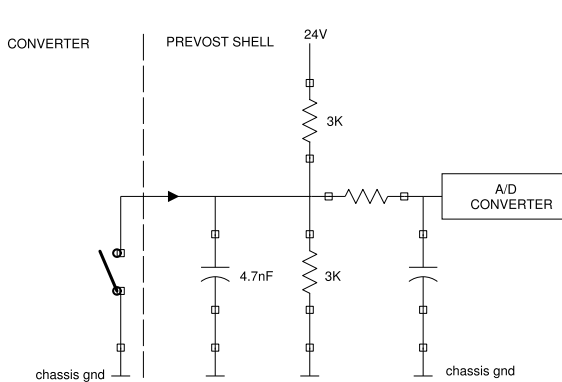 24V
CONVERTER
PREVOST SHELL
3K
A/D
CONVERTER
4.7nF
3K
chassis gnd
chassis gnd